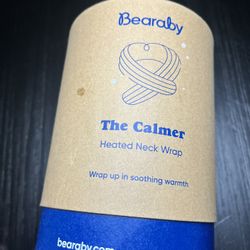 Bearaby
The Calmer
Heated Neck Wrap
Wrap up in soothing warmth
bearaby.com